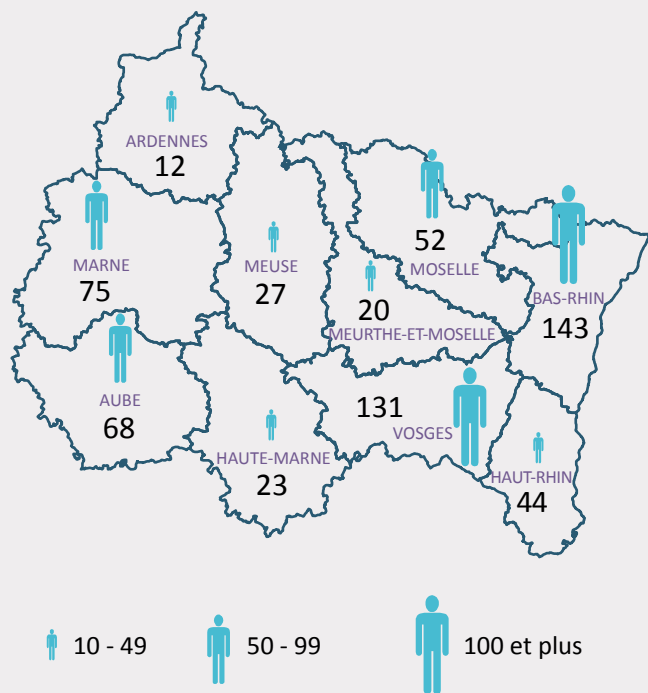 ARDENNES
12
MARNE
75
MEUSE
27
52
MOSELLE
20
MEURTHE-ET-MOSELLE
BAS-RHIN
143
AUBE
68
131
VOSGES
HAUTE-MARNE
23
HAUT-RHIN
44
10 - 49
50 - 99
100 et plus